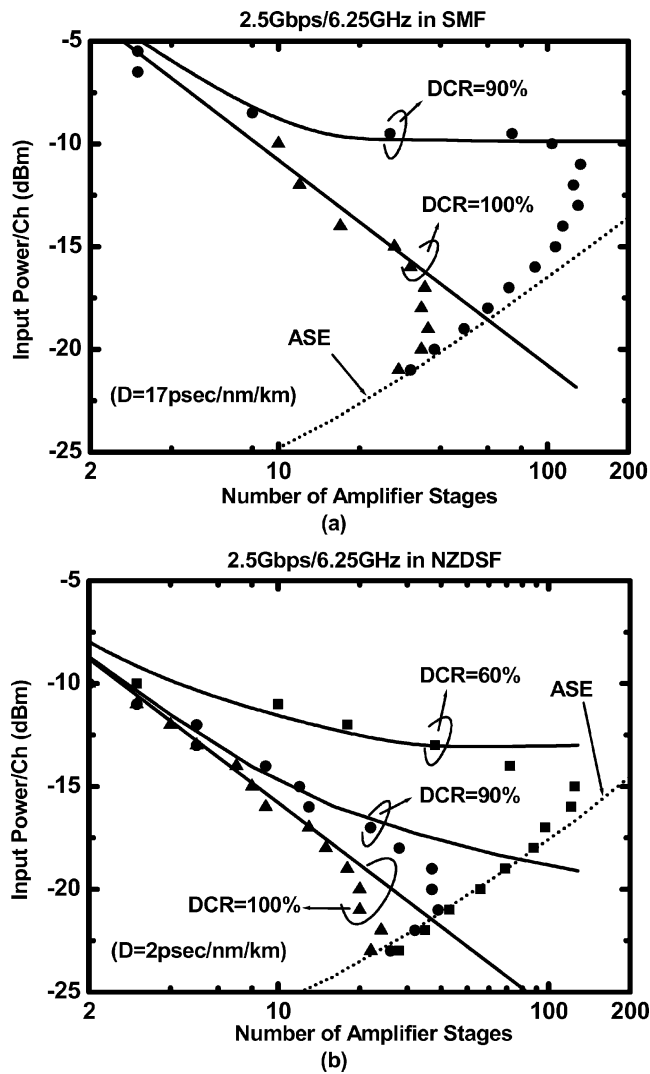 2.5Gbps/6.25GHz in SMF
-5
DCR=90%
-10
Input Power/Ch (dBm)
DCR=100%
-15
ASE
-20
(D=17psec/nm/km)
-25
2 10 100 200
Number of Amplifier Stages
(a)
2.5Gbps/6.25GHz in NZDSF
-5
DCR=60%
ASE
-10
Input Power/Ch (dBm)
DCR=90%
-15
-20
DCR=100%
(D=2psec/nm/km)
-25
2 10 100 200
Number of Amplifier Stages
(b)